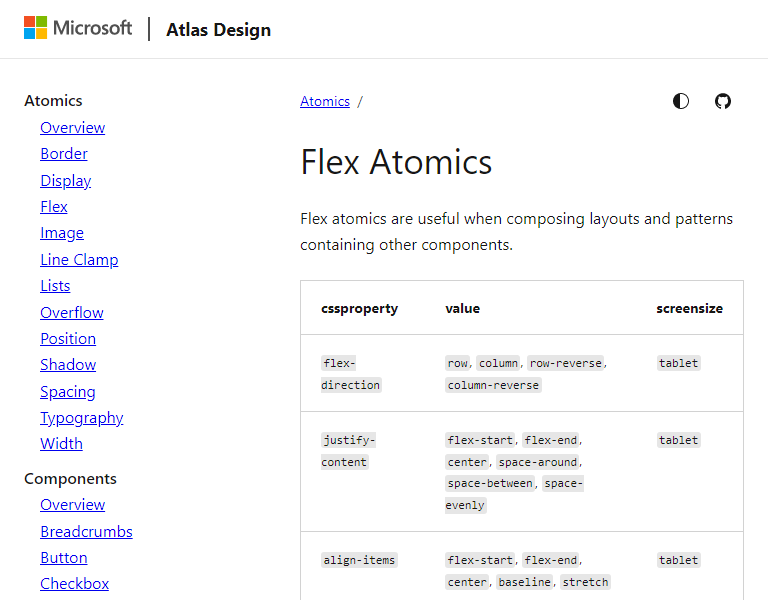 Microsoft | Atlas Design
Atomics
Overview
Border
Display
Flex
Image
Line Clamp
Lists
Overflow
Position
Shadow
Spacing
Typography
Width
Components
Overview
Breadcrumbs
Button
Checkbox
Atomics /
Flex Atomics
Flex atomics are useful when composing layouts and patterns
containing other components.
cssproperty value screensize
flex- row, column, row-reverse, tablet
direction column-reverse
justify- flex-start, flex-end, tablet
content center, space-around,
space-between, space-
evenly
align-items flex-start, flex-end, tablet
center, baseline, stretch